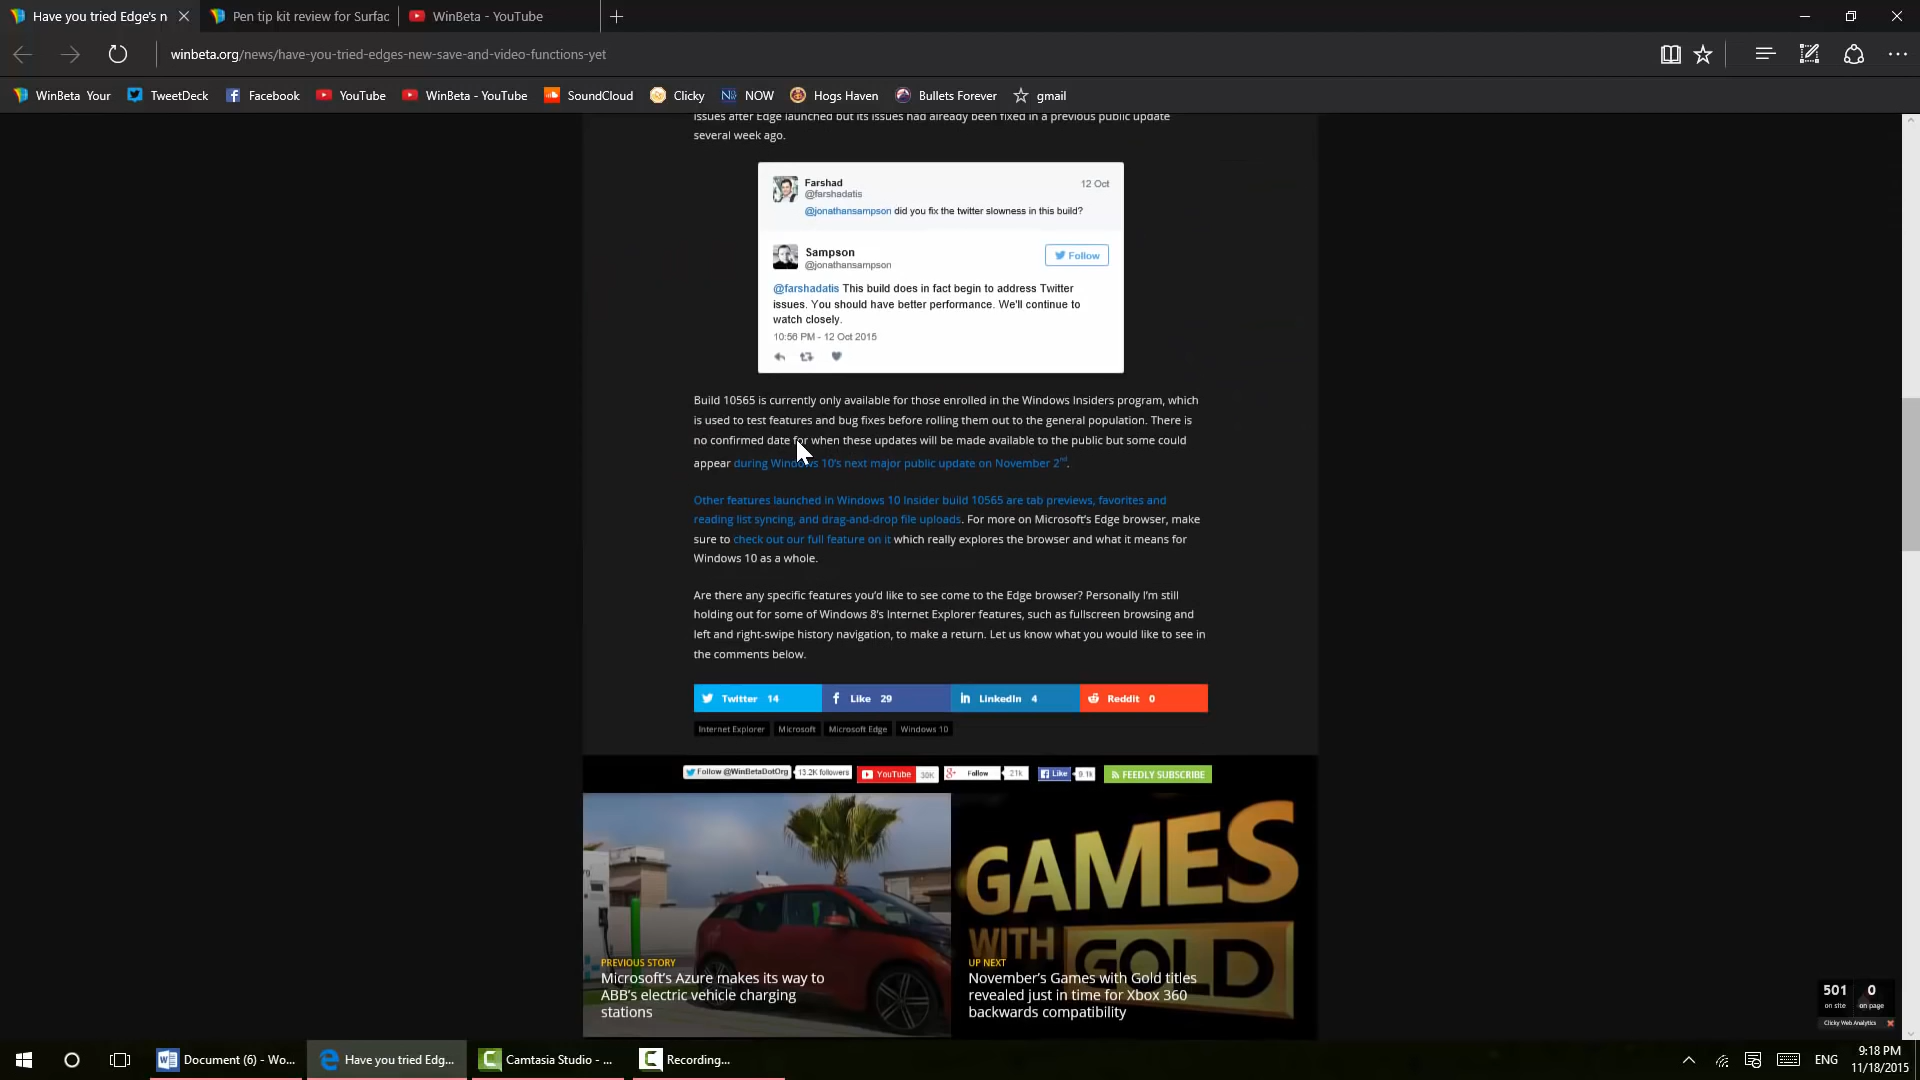 Have you tried Edge's n
Pen tip kit review for Surfac
WinBeta - YouTube
winbeta.org/news/have-you-tried-edges-new-save-and-video-functions-yet
WinBeta Your
TweetDeck
Facebook
YouTube
WinBeta - YouTube
SoundCloud
Clicky
NOW
Hogs Haven
Bullets Forever
gmail
issues after Edge launched but its issues had already been fixed in a previous public update
several week ago.
Farshad
12 Oct
@farshadatis
@jonathansampson did you fix the twitter slowness in this build?
Sampson
@jonathansampson
Follow
@farshadatis This build does in fact begin to address Twitter
issues. You should have better performance. We'll continue to
watch closely.
10:56 PM - 12 Oct 2015
Build 10565 is currently only available for those enrolled in the Windows Insiders program, which
is used to test features and bug fixes before rolling them out to the general population. There is
no confirmed date for when these updates will be made available to the public but some could
appear during Windows 10's next major public update on November 2nd.
Other features launched in Windows 10 Insider build 10565 are tab previews, favorites and
reading list syncing, and drag-and-drop file uploads. For more on Microsoft's Edge browser, make
sure to check out our full feature on it which really explores the browser and what it means for
Windows 10 as a whole.
Are there any specific features you'd like to see come to the Edge browser? Personally I'm still
holding out for some of Windows 8's Internet Explorer features, such as fullscreen browsing and
left and right-swipe history navigation, to make a return. Let us know what you would like to see in
the comments below.
Twitter 14
Like 29
LinkedIn 4
Reddit 0
Internet Explorer
Microsoft
Microsoft Edge
Windows 10
Follow @WinBetaDotOrg
13.2K followers
YouTube
30K
Follow
21k
Like
9.1k
FEEDLY SUBSCRIBE
GAMES
WITH GOLD
PREVIOUS STORY
Microsoft's Azure makes its way to
ABB's electric vehicle charging
stations
UP NEXT
November's Games with Gold titles
revealed just in time for Xbox 360
backwards compatibility
501
on site
0
on page
Clicky Web Analytics
Document (6) - Wo...
Have you tried Edg...
Camtasia Studio - ...
Recording...
ENG
9:18 PM
11/18/2015